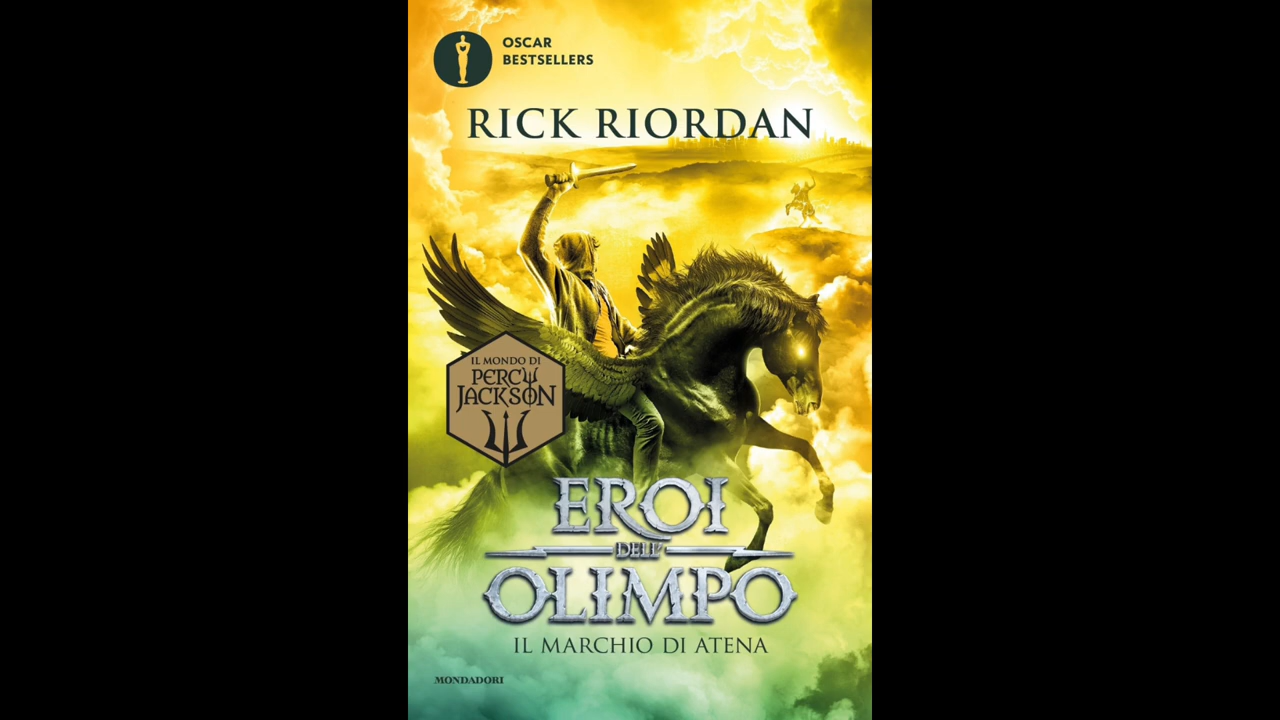 OSCAR
BESTSELLERS
RICK RIORDAN
IL MONDO DI
PERCY
JACKSON
EROI
DELL'
OLIMPO
IL MARCHIO DI ATENA
MONDADORI